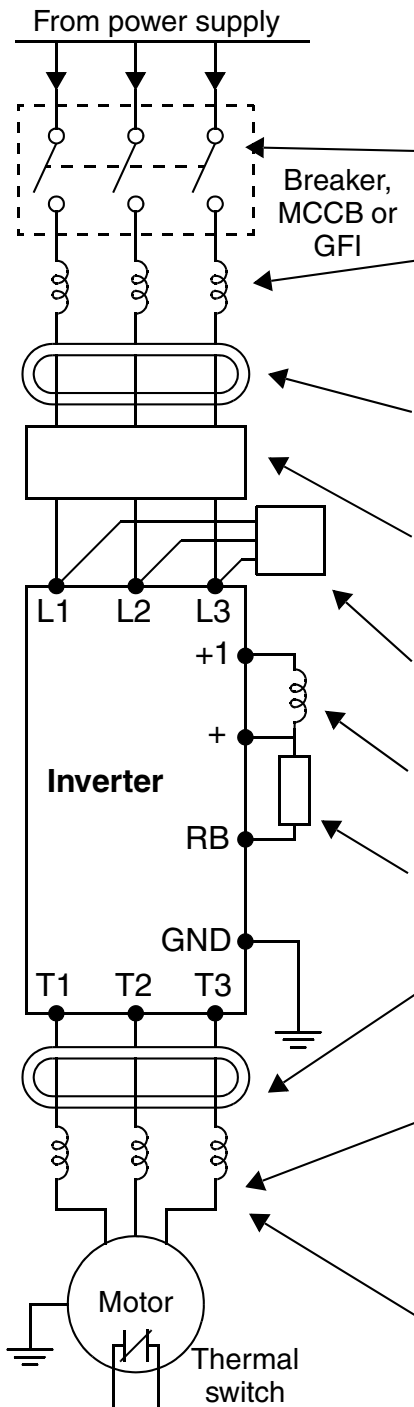 From power supply
Breaker,
MCCB or
GFI
L1 L2 L3
+1
+
Inverter
RB
GND
T1 T2 T3
Motor
Thermal
switch